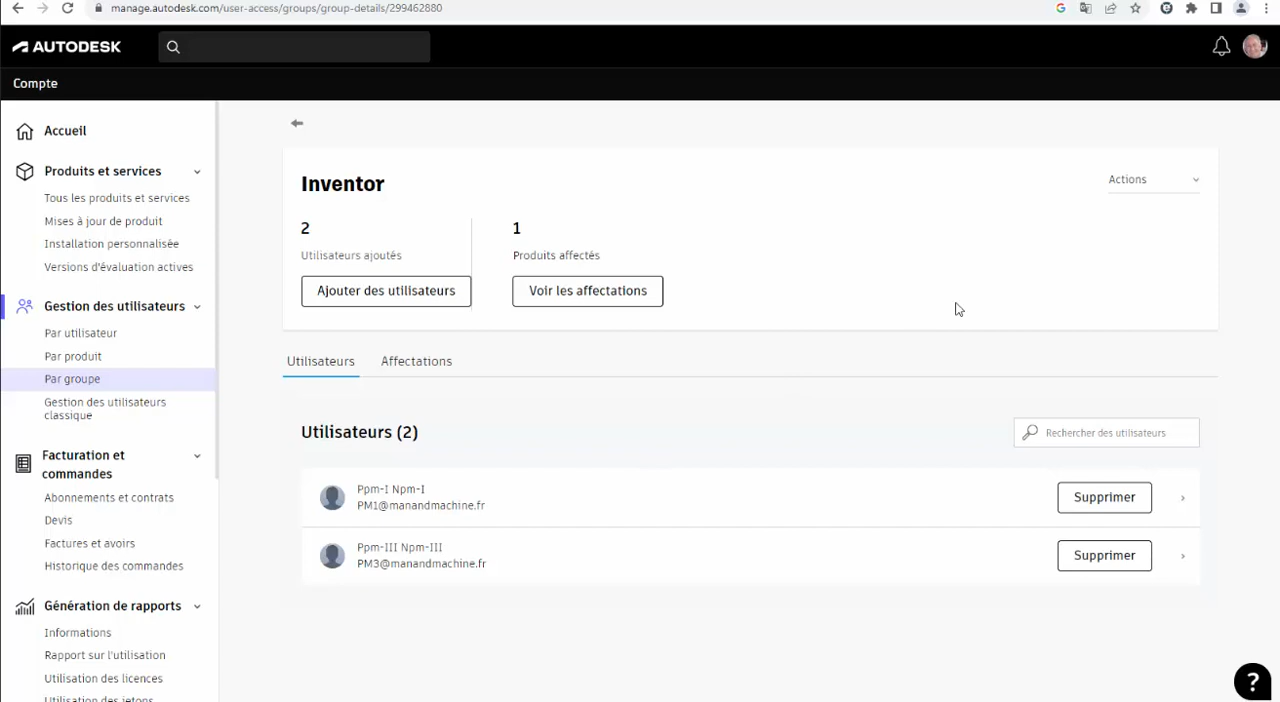 manage.autodesk.com/user-access/groups/group-details/299462880
AUTODESK
Compte
Accueil
Produits et services
Tous les produits et services
Mises à jour de produit
Installation personnalisée
Versions d'évaluation actives
Gestion des utilisateurs
Par utilisateur
Par produit
Par groupe
Gestion des utilisateurs
classique
Facturation et
commandes
Abonnements et contrats
Devis
Factures et avoirs
Historique des commandes
Génération de rapports
Informations
Rapport sur l'utilisation
Utilisation des licences
Utilisation des jetons
Inventor
Actions
2
Utilisateurs ajoutés
Ajouter des utilisateurs
1
Produits affectés
Voir les affectations
Utilisateurs
Affectations
Utilisateurs (2)
Rechercher des utilisateurs
Ppm-I Npm-I
PM1@manandmachine.fr
Supprimer
Ppm-III Npm-III
PM3@manandmachine.fr
Supprimer
?